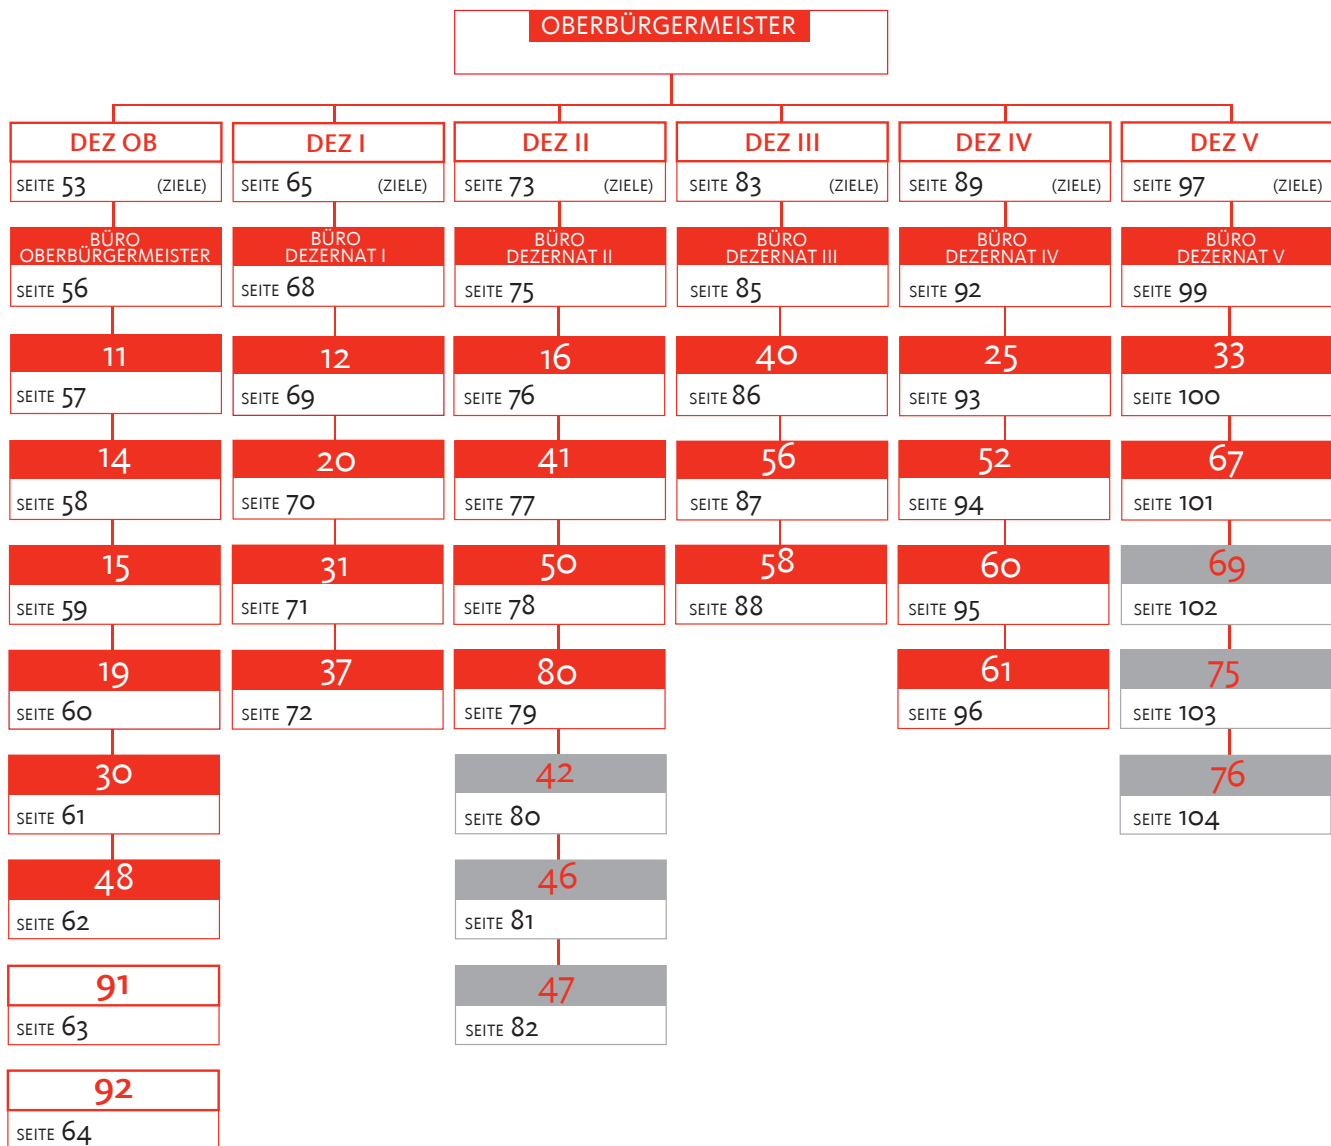 OBERBÜRGERMEISTER
DEZ OB
SEITE 53 (ZIELE)
BÜRO
OBERBÜRGERMEISTER
SEITE 56
11
SEITE 57
14
SEITE 58
15
SEITE 59
19
SEITE 60
30
SEITE 61
48
SEITE 62
91
SEITE 63
92
SEITE 64
DEZ I
SEITE 65 (ZIELE)
BÜRO
DEZERNAT I
SEITE 68
12
SEITE 69
20
SEITE 70
31
SEITE 71
37
SEITE 72
DEZ II
SEITE 73 (ZIELE)
BÜRO
DEZERNAT II
SEITE 75
16
SEITE 76
41
SEITE 77
50
SEITE 78
80
SEITE 79
42
SEITE 80
46
SEITE 81
47
SEITE 82
DEZ III
SEITE 83 (ZIELE)
BÜRO
DEZERNAT III
SEITE 85
40
SEITE 86
56
SEITE 87
58
SEITE 88
DEZ IV
SEITE 89 (ZIELE)
BÜRO
DEZERNAT IV
SEITE 92
25
SEITE 93
52
SEITE 94
60
SEITE 95
61
SEITE 96
DEZ V
SEITE 97 (ZIELE)
BÜRO
DEZERNAT V
SEITE 99
33
SEITE 100
67
SEITE 101
69
SEITE 102
75
SEITE 103
76
SEITE 104